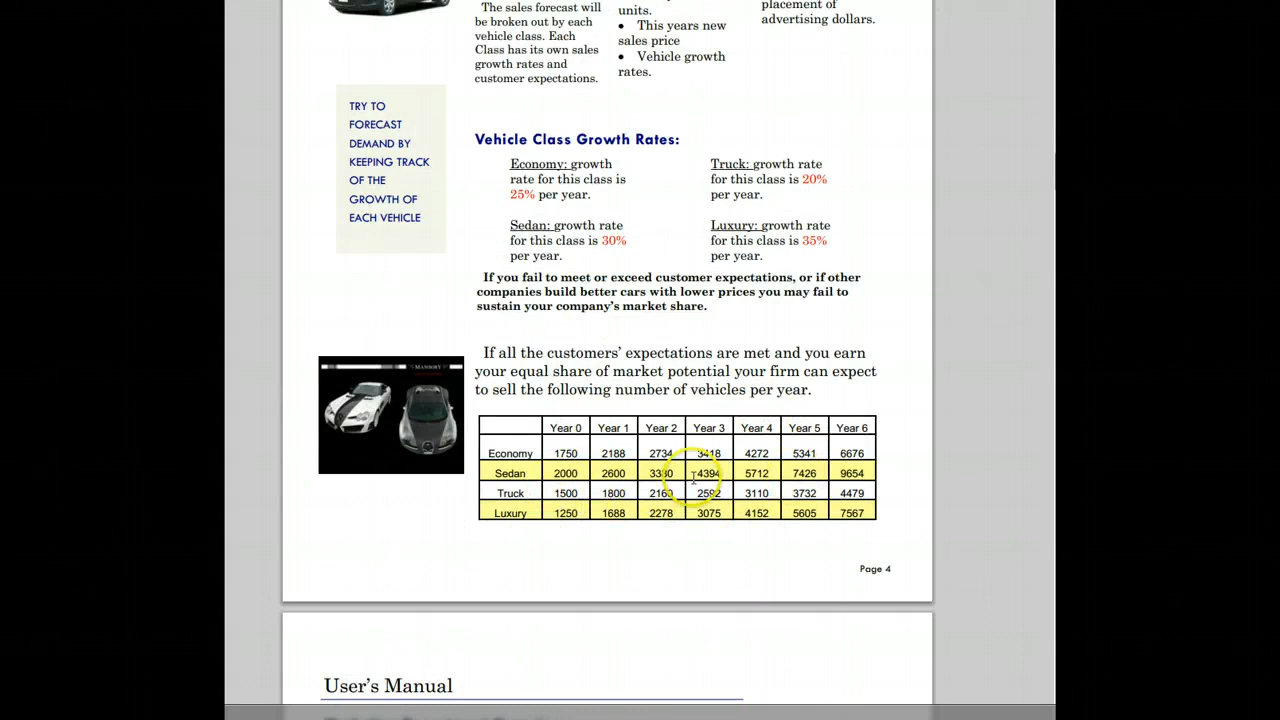 The sales forecast will
be broken out by each
vehicle class. Each
Class has its own sales
growth rates and
customer expectations.
units.
• This years new
sales price
• Vehicle growth
rates.
placement of
advertising dollars.
TRY TO
FORECAST
DEMAND BY
KEEPING TRACK
OF THE
GROWTH OF
EACH VEHICLE
Vehicle Class Growth Rates:
Economy: growth
rate for this class is
25% per year.
Truck: growth rate
for this class is 20%
per year.
Sedan: growth rate
for this class is 30%
per year.
Luxury: growth rate
for this class is 35%
per year.
If you fail to meet or exceed customer expectations, or if other
companies build better cars with lower prices you may fail to
sustain your company's market share.
MANSORY
If all the customers' expectations are met and you earn
your equal share of market potential your firm can expect
to sell the following number of vehicles per year.
Year 0 Year 1 Year 2 Year 3 Year 4 Year 5 Year 6
Economy 1750 2188 2734 3418 4272 5341 6676
Sedan 2000 2600 3380 4394 5712 7426 9654
Truck 1500 1800 2160 2592 3110 3732 4479
Luxury 1250 1688 2278 3075 4152 5605 7567
Page 4
User's Manual